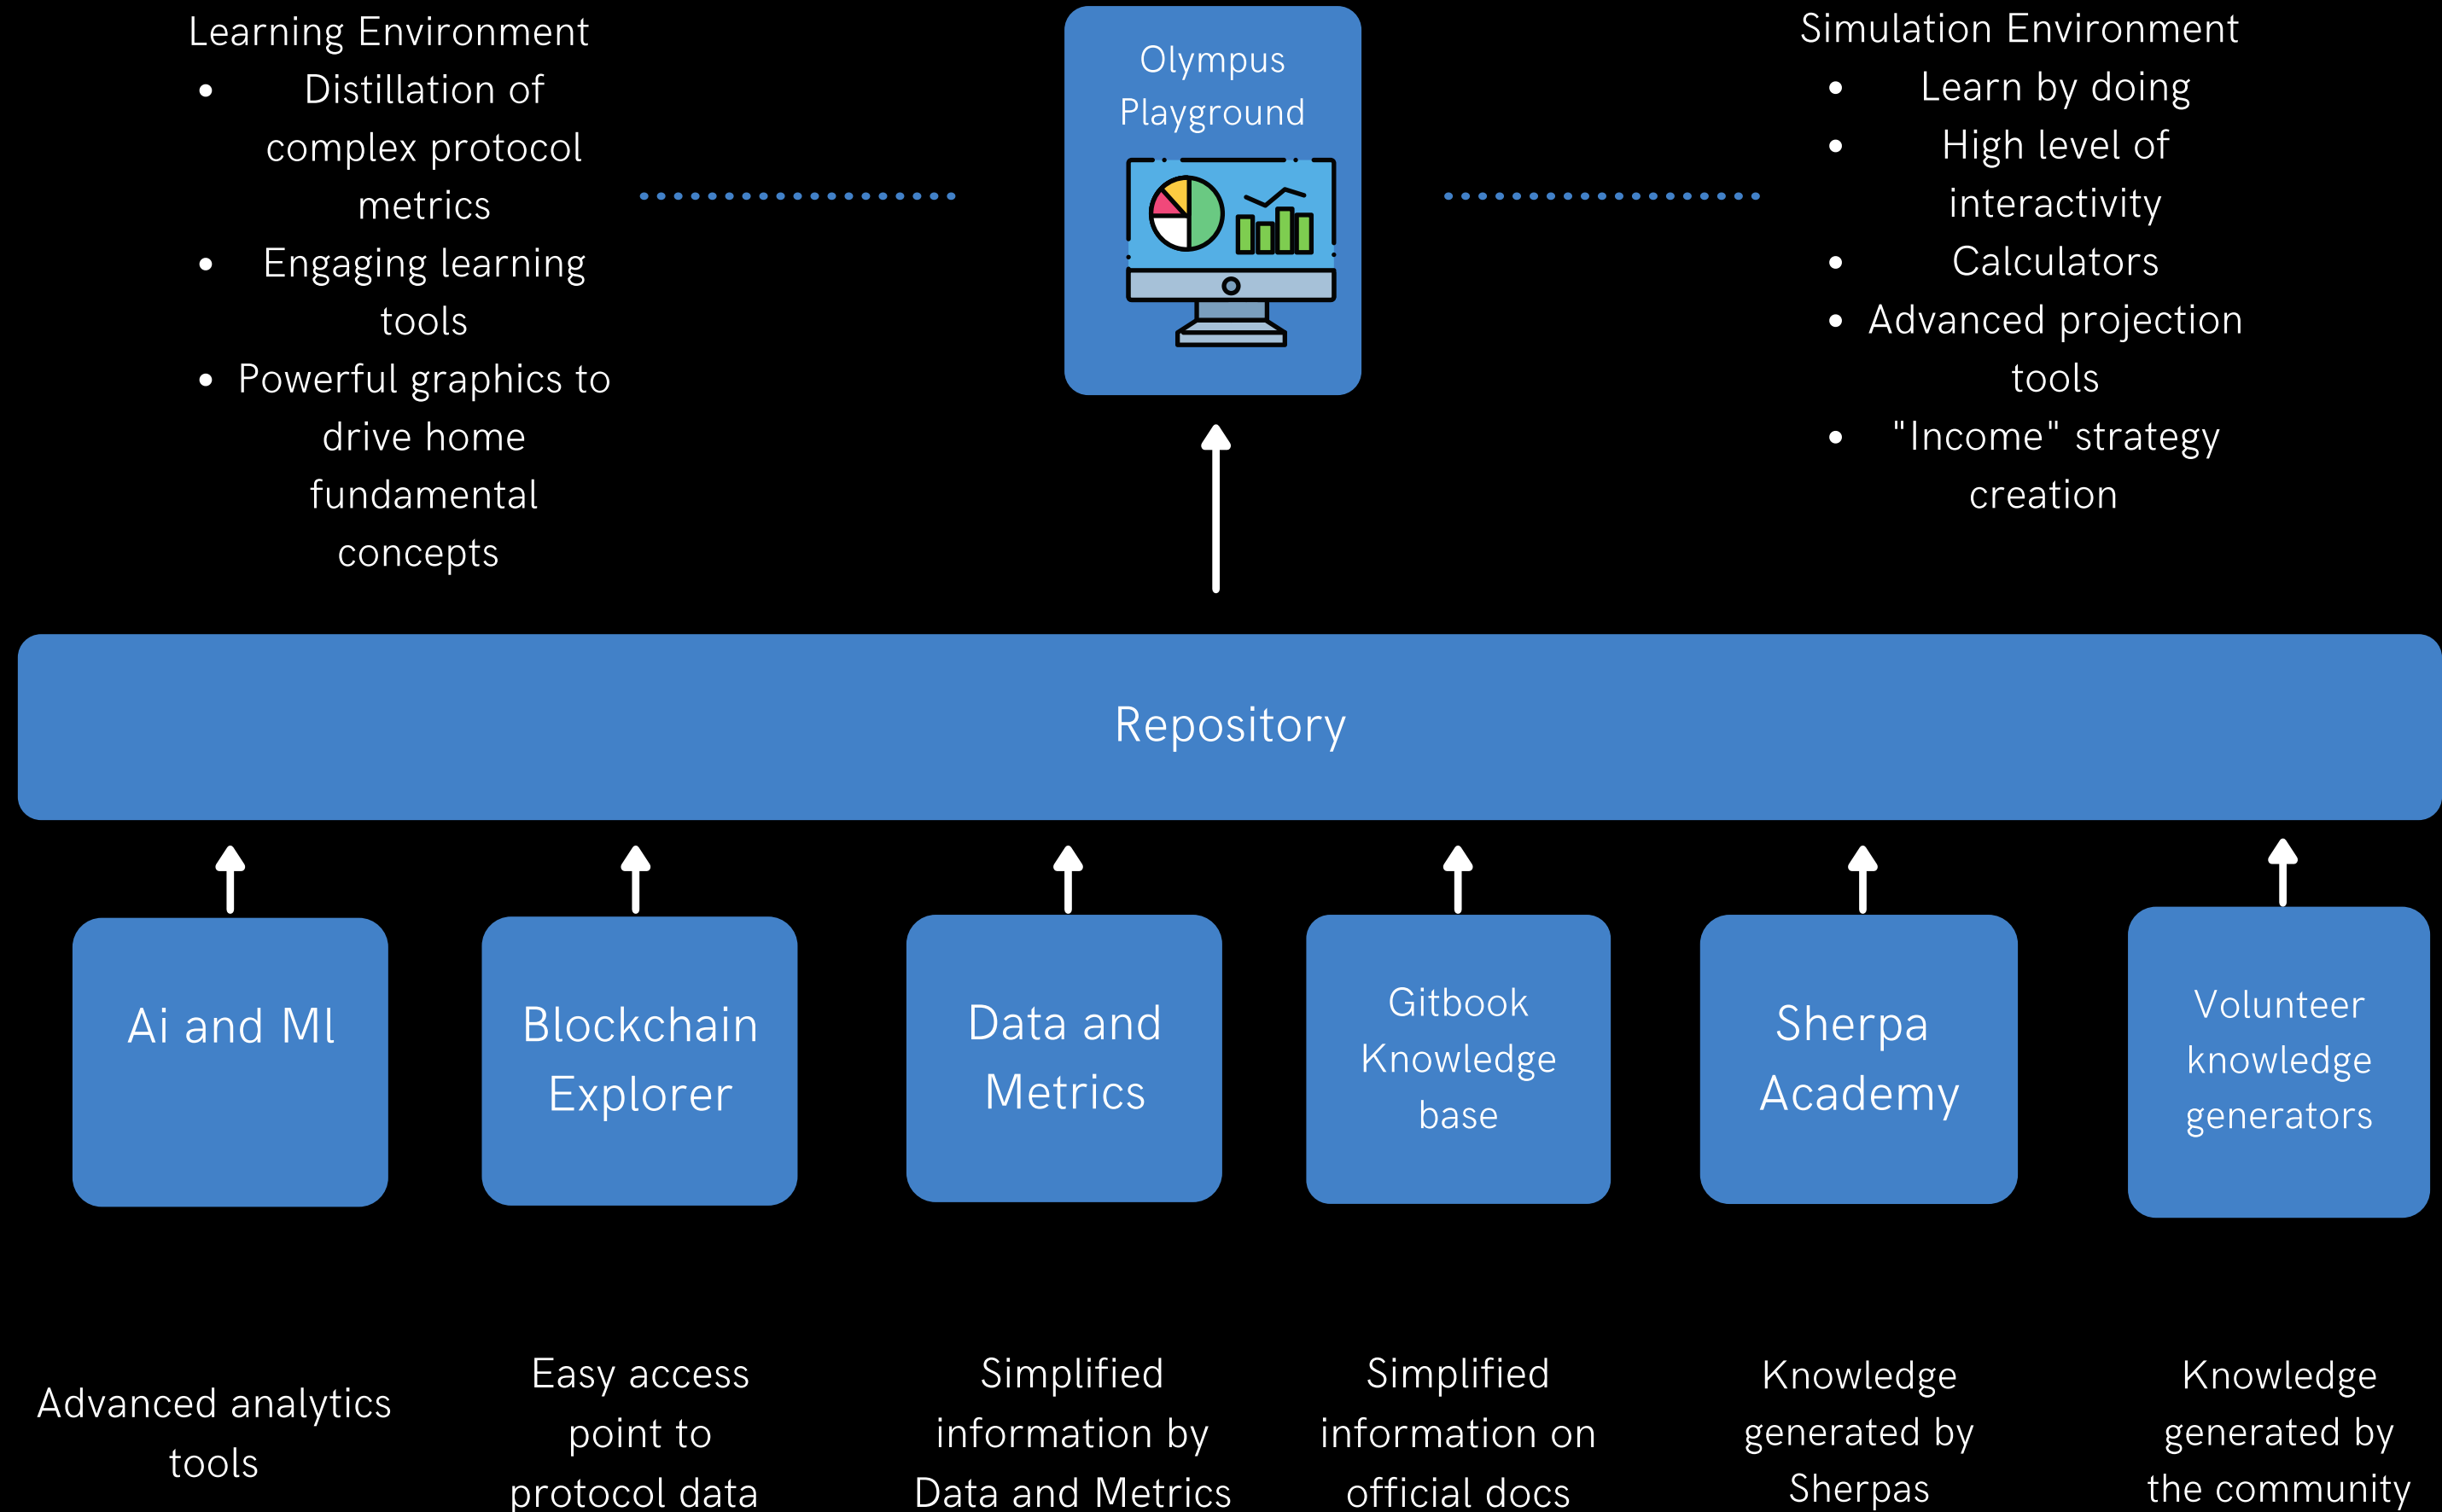 Learning Environment
• Distillation of
complex protocol
metrics
• Engaging learning
tools
• Powerful graphics to
drive home
fundamental
concepts
Olympus
Playground
Simulation Environment
• Learn by doing
• High level of
interactivity
• Calculators
• Advanced projection
tools
• "Income" strategy
creation
Repository
Ai and Ml
Blockchain
Explorer
Data and
Metrics
Gitbook
Knowledge
base
Sherpa
Academy
Volunteer
knowledge
generators
Advanced analytics
tools
Easy access
point to
protocol data
Simplified
information by
Data and Metrics
Simplified
information on
official docs
Knowledge
generated by
Sherpas
Knowledge
generated by
the community